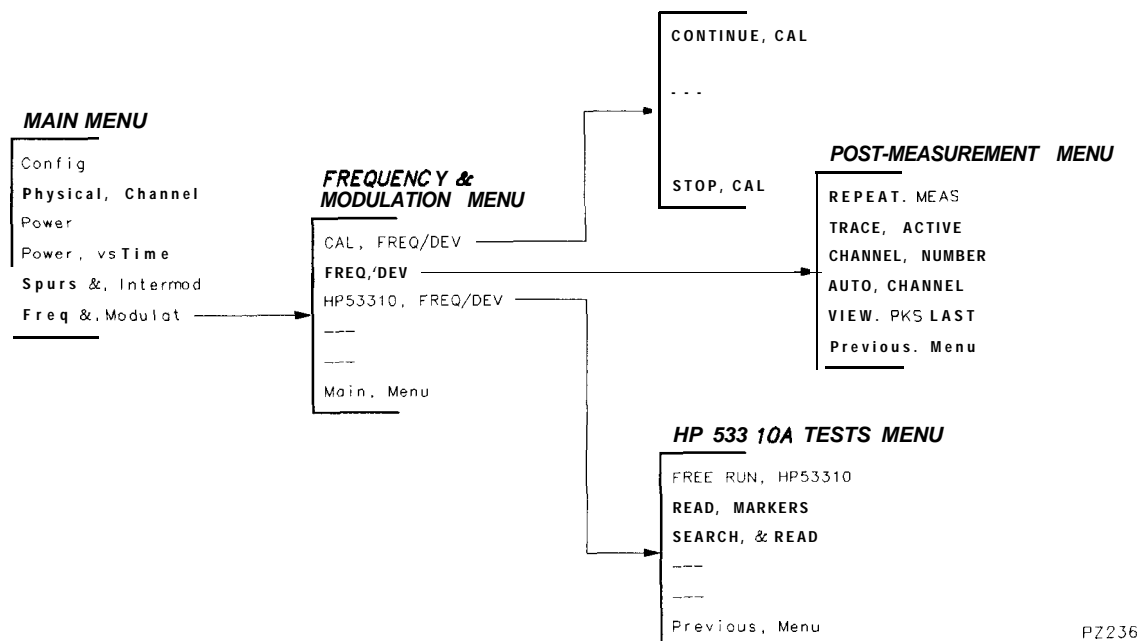 MAIN MENU
Config
Physical, Channel
Power
Power, vs Time
Spurs &, Intermod
Freq &, Modulat
FREQUENCY &
MODULATION MENU
CAL, FREQ/DEV
FREQ,'DEV
HP53310, FREQ/DEV
---
---
Main, Menu
CONTINUE, CAL
---
STOP, CAL
POST-MEASUREMENT MENU
REPEAT. MEAS
TRACE, ACTIVE
CHANNEL, NUMBER
AUTO, CHANNEL
VIEW. PKS LAST
Previous. Menu
HP 533 10A TESTS MENU
FREE RUN, HP53310
READ, MARKERS
SEARCH, & READ
---
---
Previous, Menu
PZ236